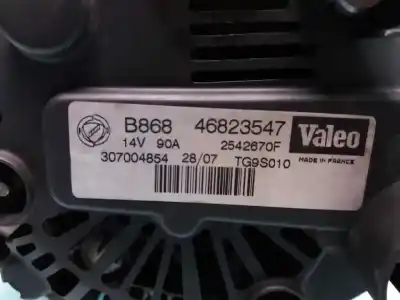 B868 46823547
14V 90A 2542670F
307004854 28/07 TG9S010
Valeo
MADE IN FRANCE